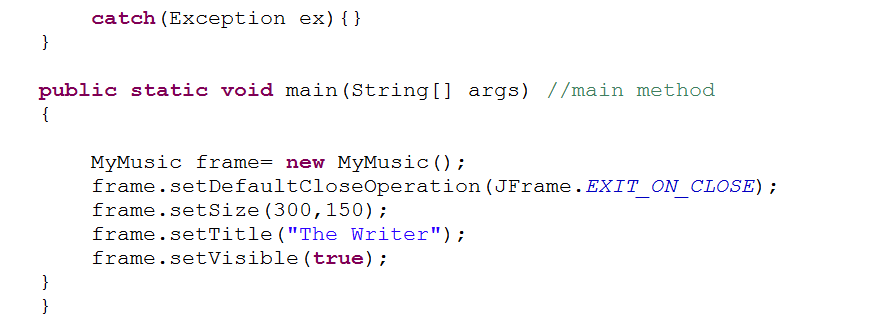 catch(Exception ex){}
}
public static void main(String[] args) //main method
{
MyMusic frame= new MyMusic();
frame.setDefaultCloseOperation(JFrame.EXIT_ON_CLOSE);
frame.setSize(300,150);
frame.setTitle("The Writer");
frame.setVisible(true);
}
}